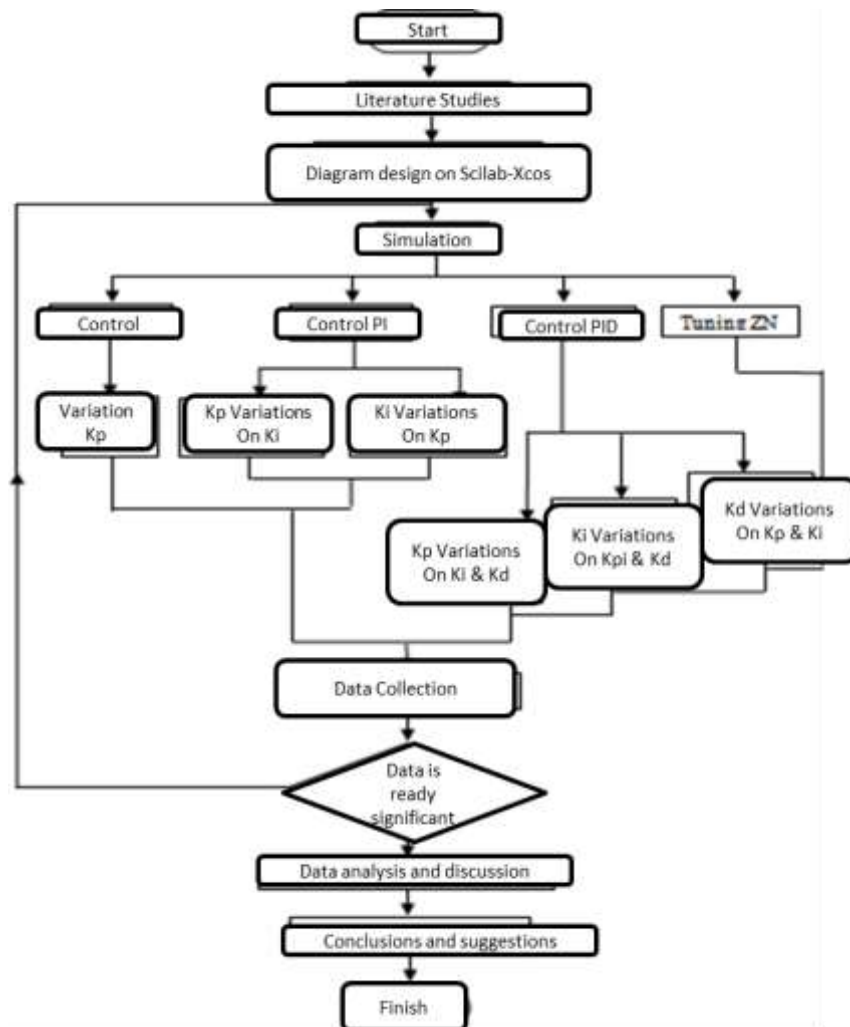 Start
Literature Studies
Diagram design on Scilab-Xcos
Simulation
Control
Control PI
Control PID
Tuning ZN
Variation
Kp
Kp Variations
On Ki
Ki Variations
On Kp
Kp Variations
On Ki & Kd
Ki Variations
On Kpi & Kd
Kd Variations
On Kp & Ki
Data Collection
Data is
ready
significant
Data analysis and discussion
Conclusions and suggestions
Finish